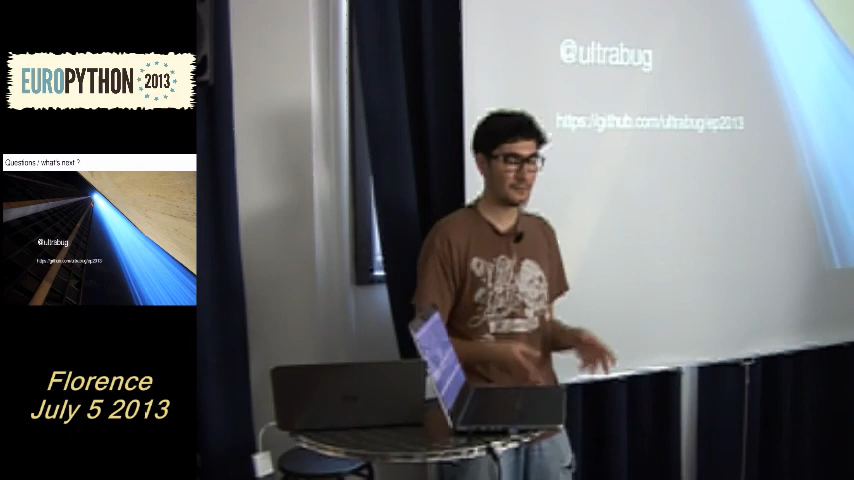 EUROPYTHON 2013
Questions / what's next ?
@ultrabug
https://github.com/ultrabug/ep2013
Florence
July 5 2013
@ultrabug
https://github.com/ultrabug/ep2013